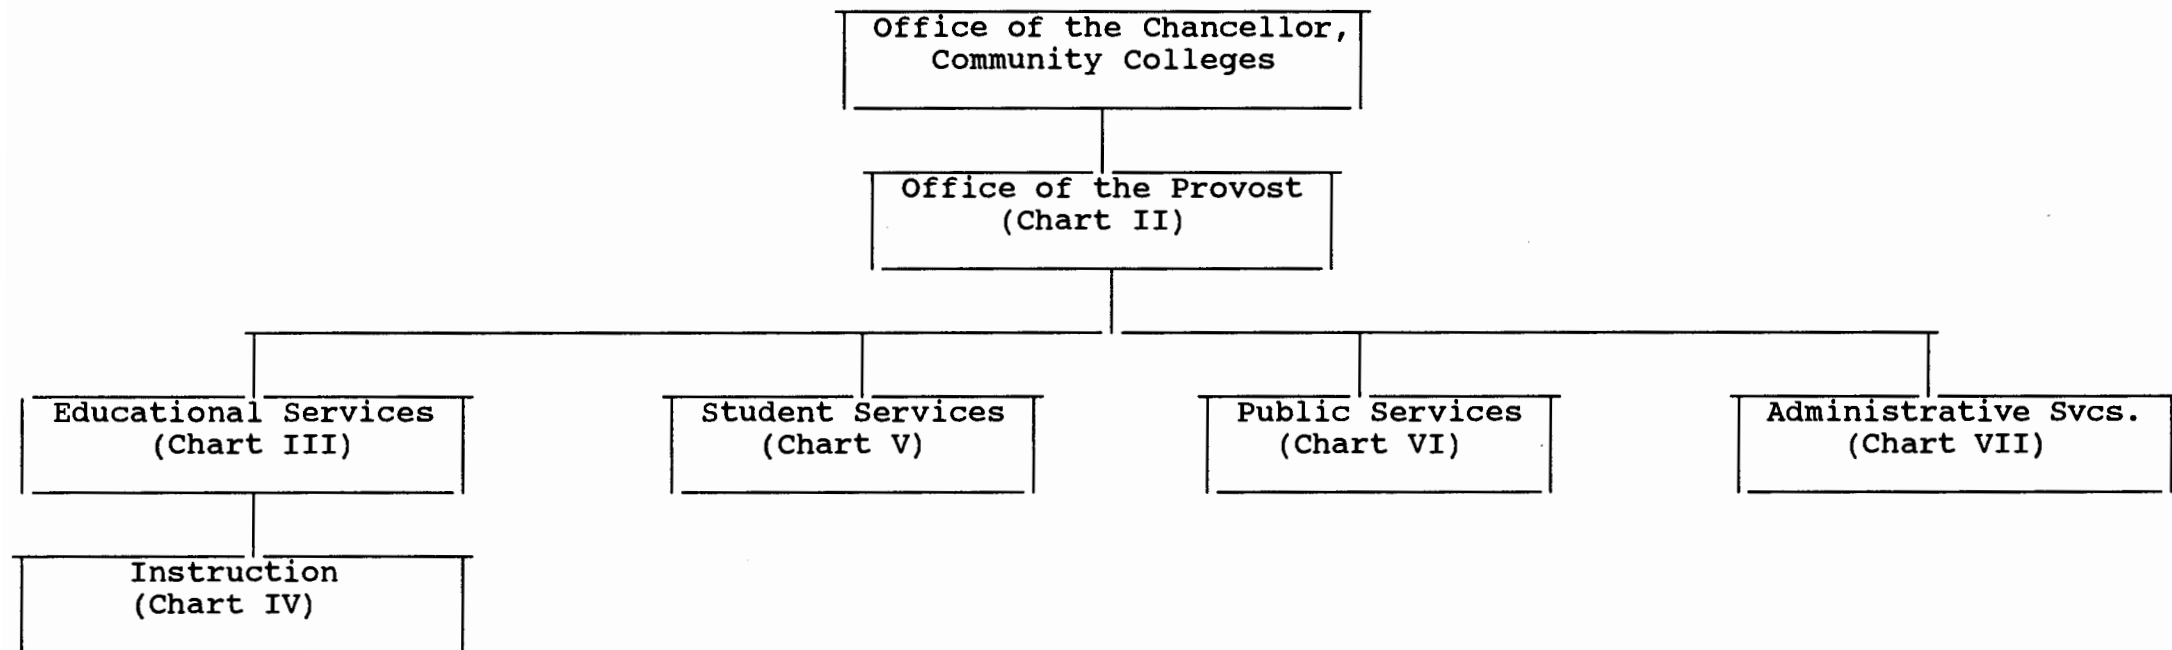 Office of the Chancellor,
Community Colleges
Office of the Provost
(Chart II)
Educational Services
(Chart III)
Student Services
(Chart V)
Public Services
(Chart VI)
Administrative Svcs.
(Chart VII)
Instruction
(Chart IV)